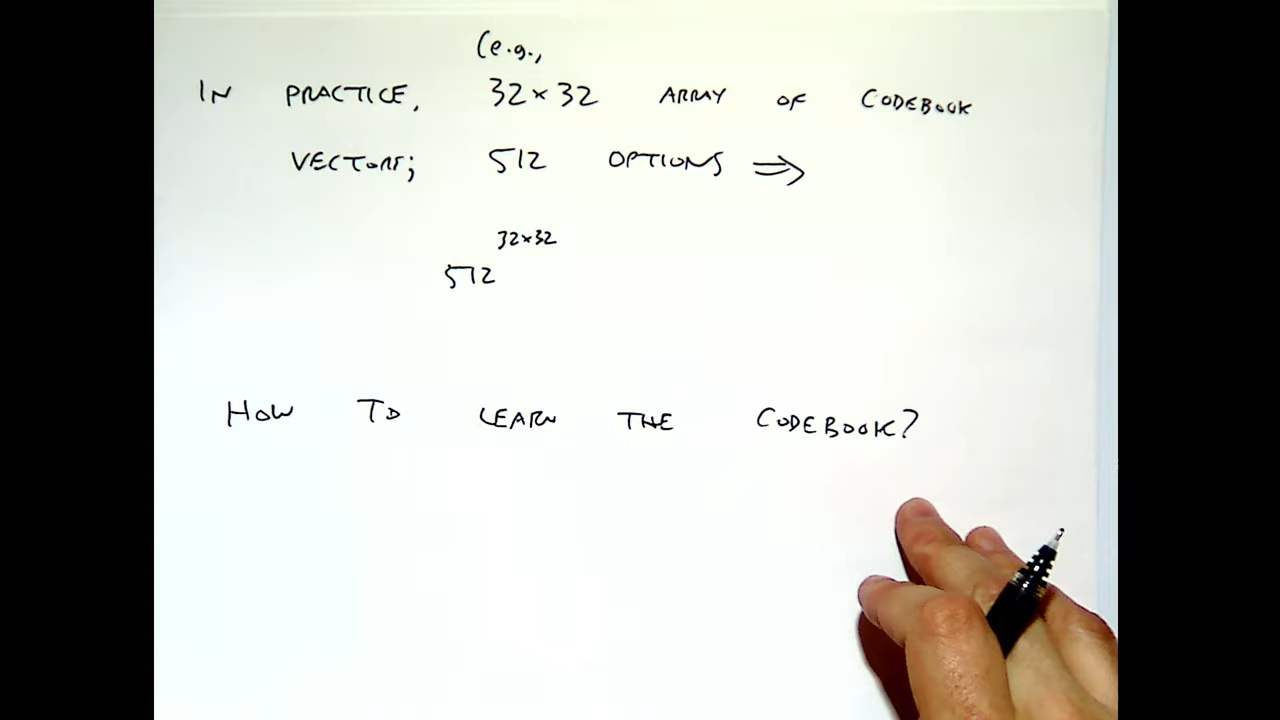 (e.g.,
IN PRACTICE, 32×32 ARRAY OF CODEBOOK
VECTORS; 512 OPTIONS ⇒
32×32
512
HOW TO LEARN THE CODEBOOK?